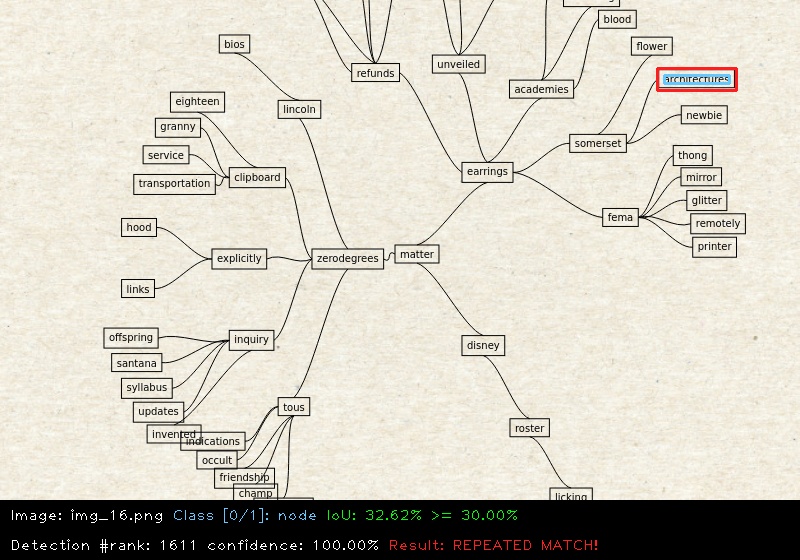 blood
bios
flower
unveiled
refunds
architectures
academies
eighteen
lincoln
newbie
granny
somerset
service
thong
earrings
transportation
clipboard
mirror
glitter
fema
remotely
hood
printer
explicitly
zerodegrees
matter
links
offspring
inquiry
disney
santana
syllabus
updates
tous
roster
invented
indications
occult
friendship
champ
licking
Image: img_16.png Class [0/1]: node IoU: 32.62% >= 30.00%
Detection #rank: 1611 confidence: 100.00% Result: REPEATED MATCH!